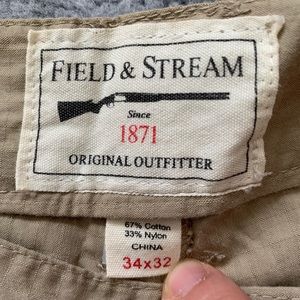 FIELD & STREAM
Since
1871
ORIGINAL OUTFITTER
67% Cotton
33% Nylon
CHINA
34x32